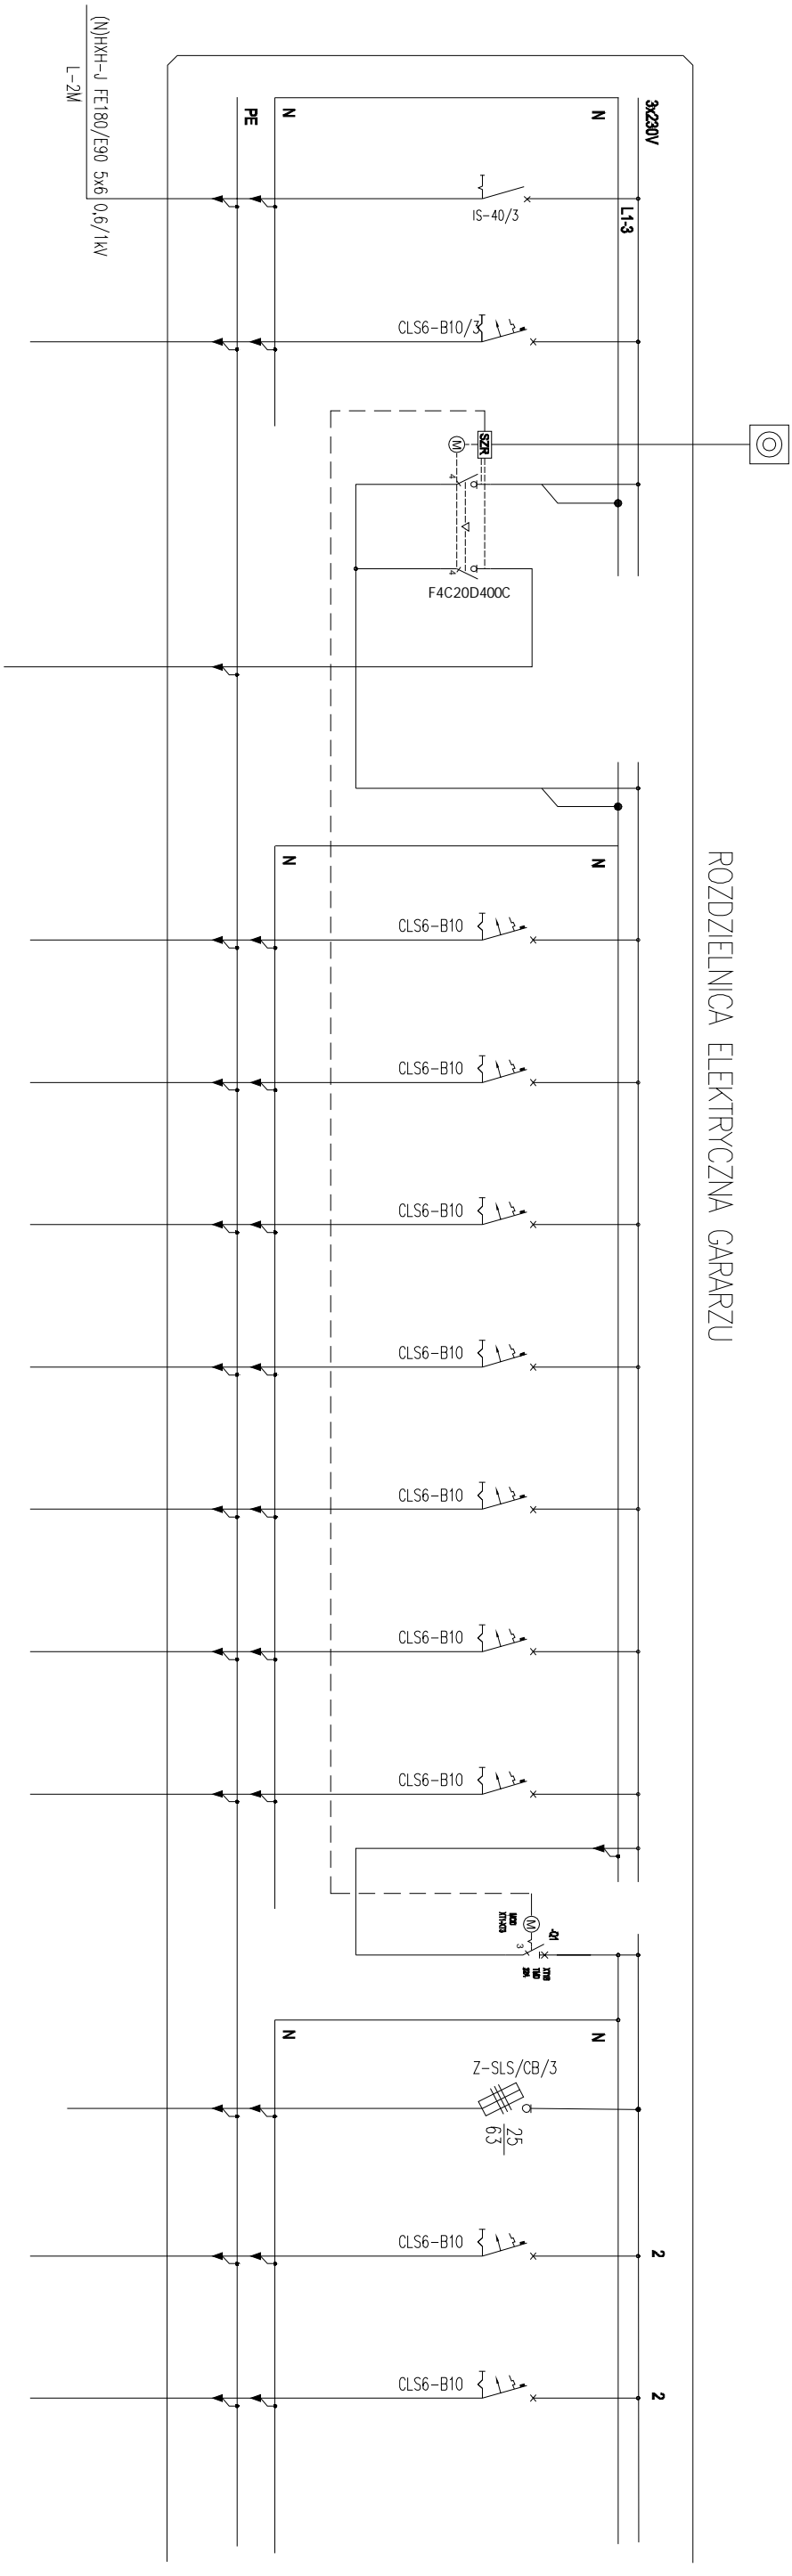 (N)HXH-J FE180/E90 5x6 0,6/1kV
L-2M
PE
N
N
3x230V
L1-3
IS-40/3
CLS6-B10/3
SZR
M
4
4
F4C20D400C
ROZDZIELNICA ELEKTRYCZNA GARARZU
N
N
CLS6-B10
CLS6-B10
CLS6-B10
CLS6-B10
CLS6-B10
CLS6-B10
CLS6-B10
M
3
-Q1
N
N
Z-SLS/CB/3
25
63
CLS6-B10
2
CLS6-B10
2